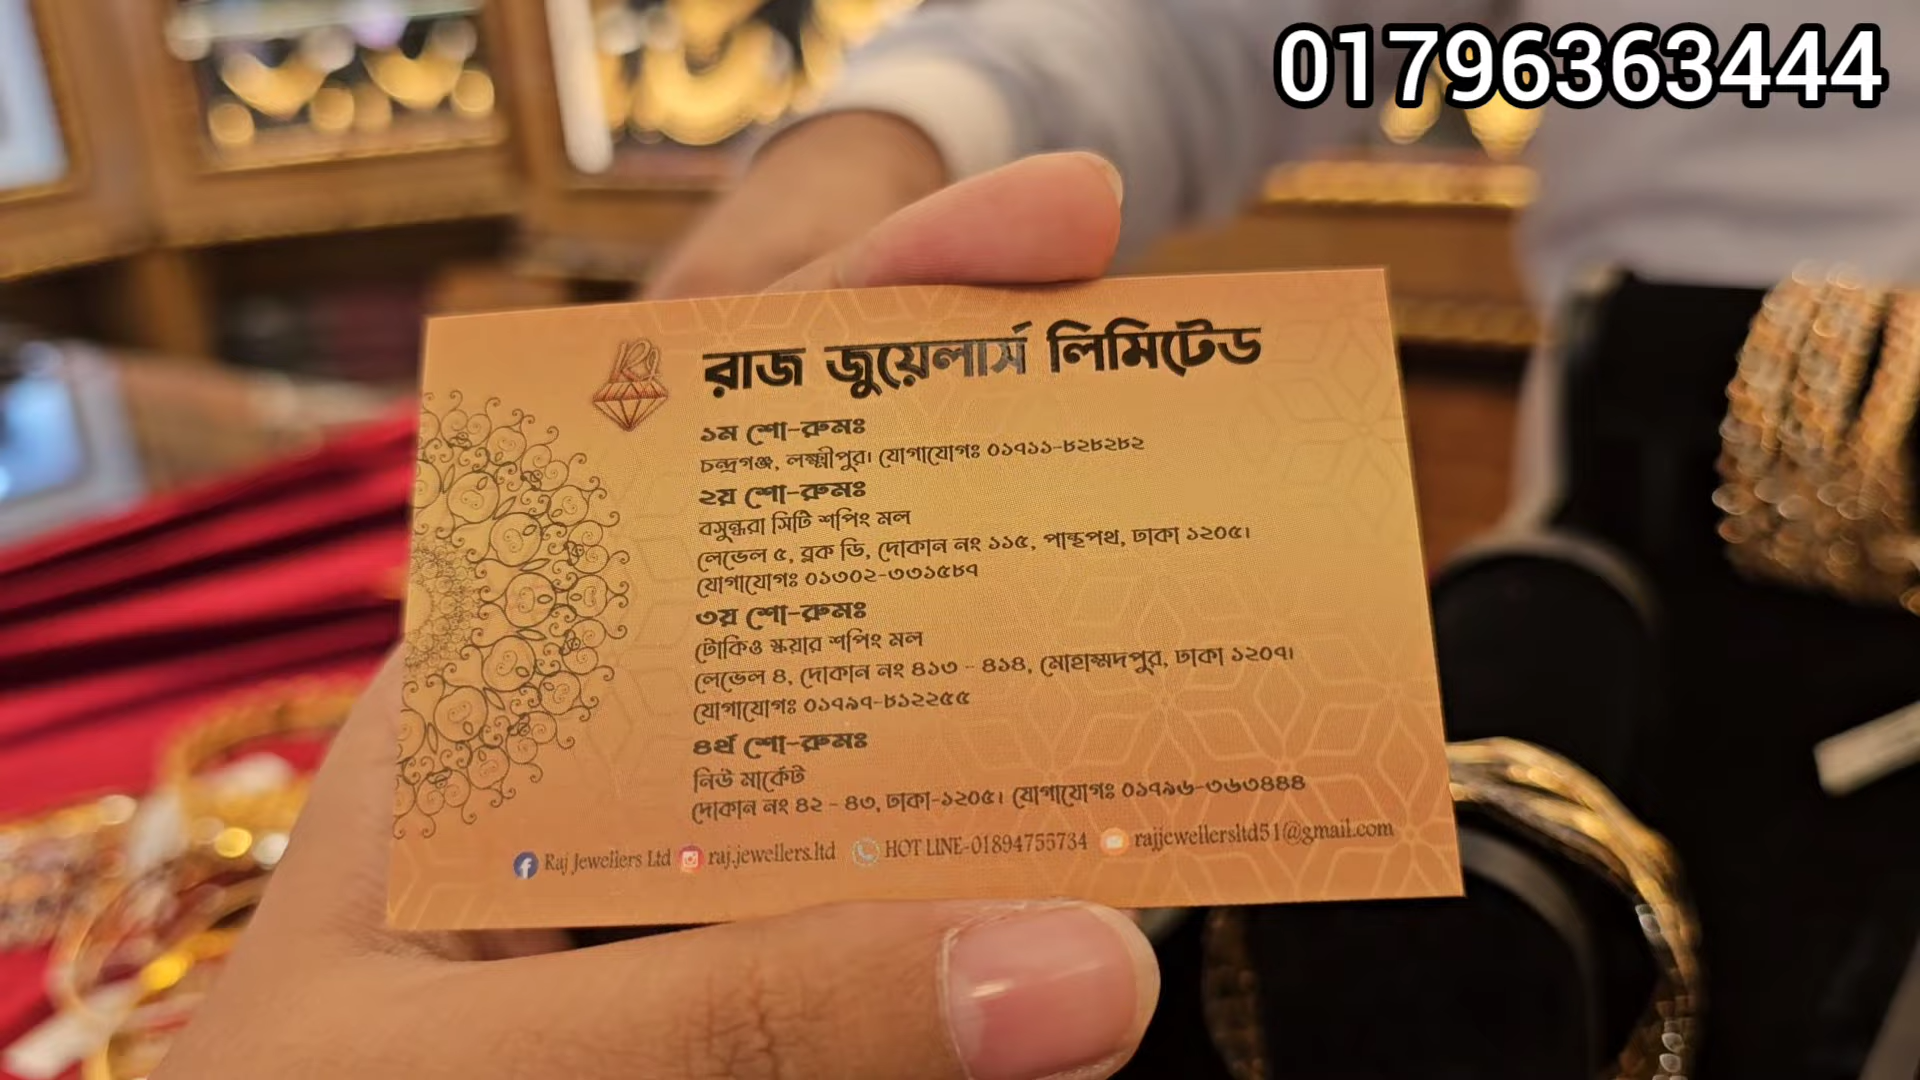 01796363444
রাজ জুয়েলার্স লিমিটেড
১ম শো-রুমঃ
চন্দ্রগঞ্জ, লক্ষ্মীপুর। যোগাযোগঃ ০১৭১১-৮২৮২৮২
২য় শো-রুমঃ
বসুন্ধরা সিটি শপিং মল
লেভেল ৫, ব্লক ডি, দোকান নং ১১৫, পান্থপথ, ঢাকা ১২০৫।
যোগাযোগঃ ০১৩০২-৩৩১৫৮৭
৩য় শো-রুমঃ
টোকিও স্কয়ার শপিং মল
লেভেল ৪, দোকান নং ৪১৩ - ৪১৪, মোহাম্মদপুর, ঢাকা ১২০৭।
যোগাযোগঃ ০১৭৯৭-৮১২২৫৫
৪র্থ শো-রুমঃ
নিউ মার্কেট
দোকান নং ৪২ - ৪৩, ঢাকা-১২০৫। যোগাযোগঃ ০১৭৯৬-৩৬৩৪৪৪
Raj Jewellers Ltd raj.jewellers.ltd HOT LINE-01894755734 rajjewellersltd51@gmail.com